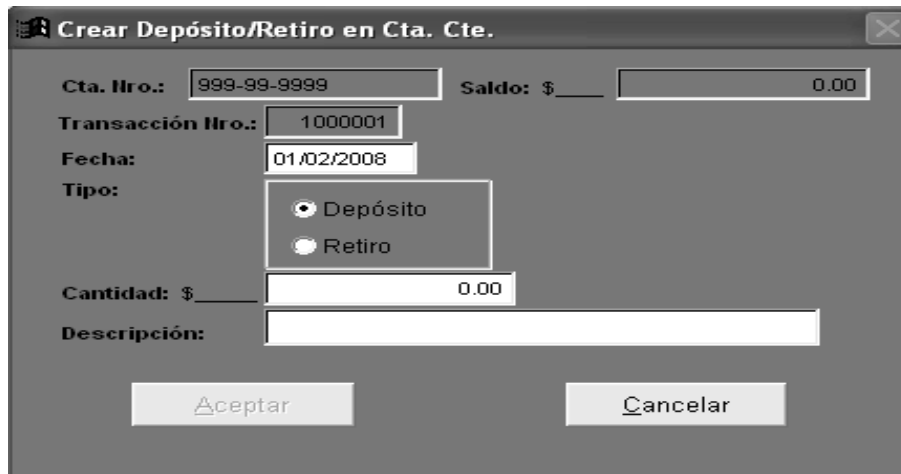 Crear Depósito/Retiro en Cta. Cte.
Cta. Nro.: 999-99-9999 Saldo: $____ 0.00
Transacción Nro.: 1000001
Fecha: 01/02/2008
Tipo:
Depósito
Retiro
Cantidad: $_____ 0.00
Descripción:
Aceptar Cancelar